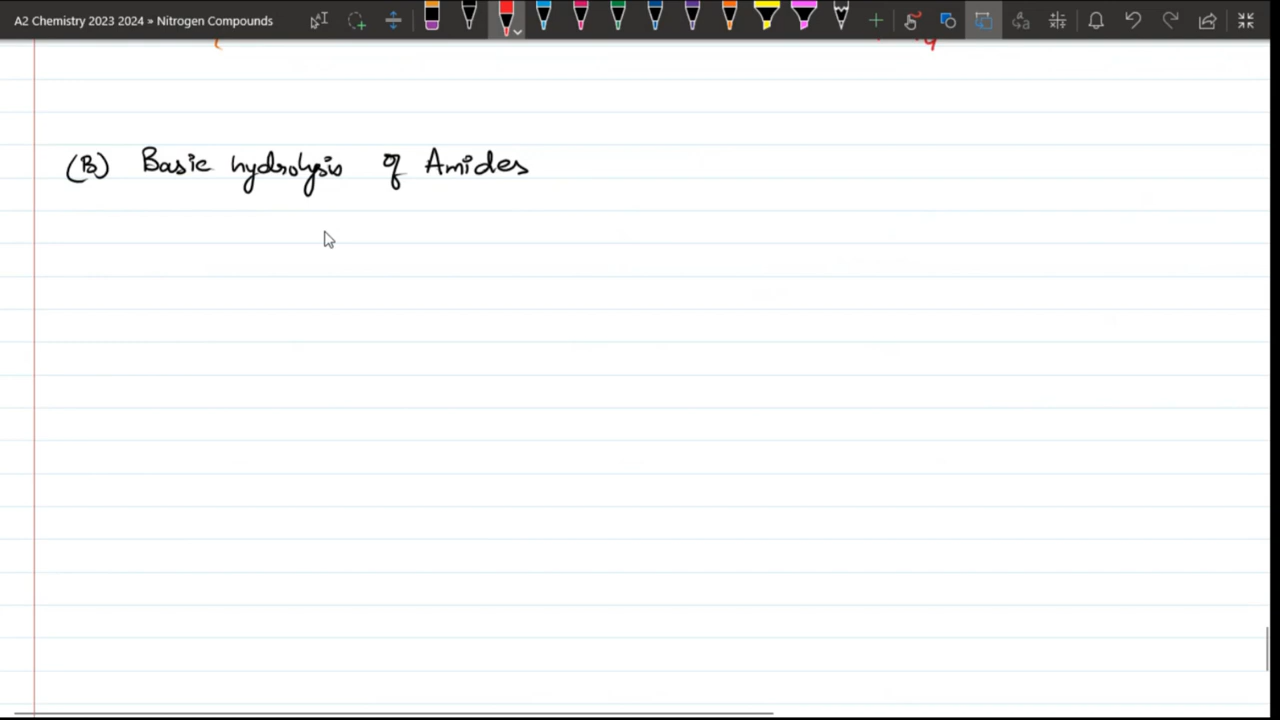 A2 Chemistry 2023 2024 » Nitrogen Compounds
(B) Basic hydrolysis of Amides